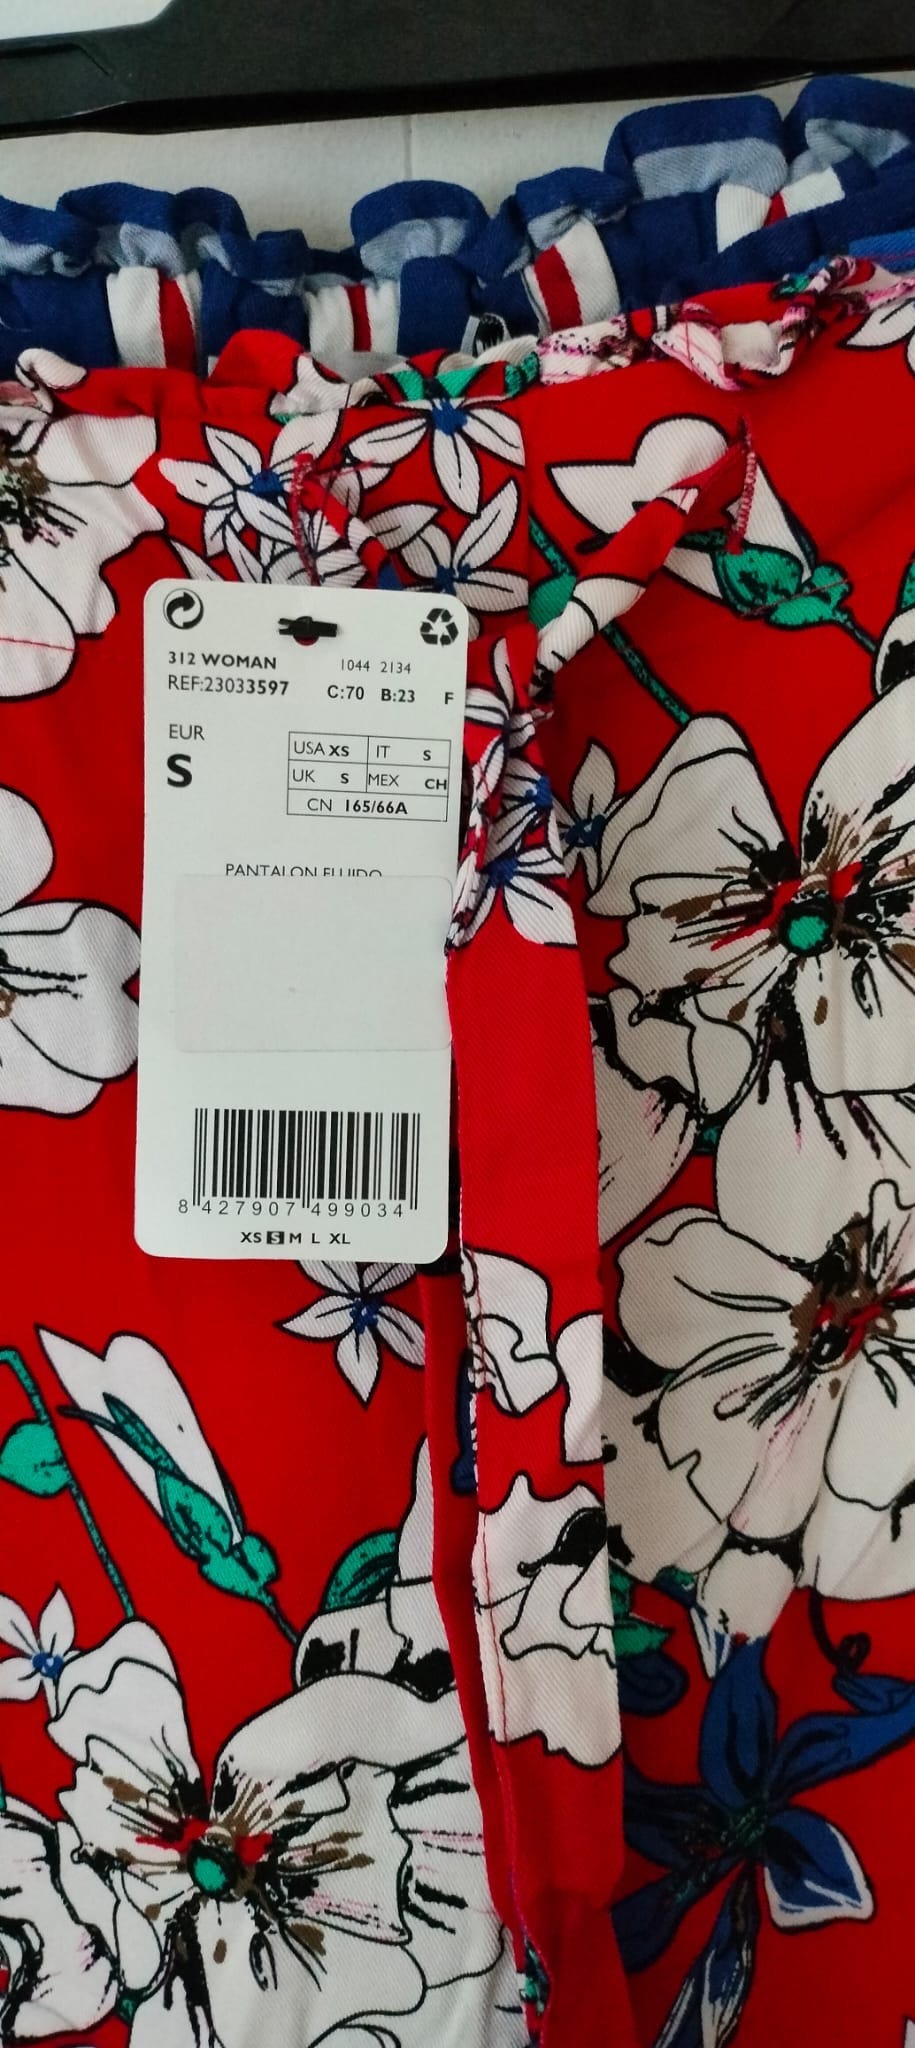 312 WOMAN 1044 2134
REF:23033597 C:70 B:23 F
EUR
S
USA XS IT S
UK S MEX CH
CN 165/66A
PANTALON FLUIDO
8 427907 499034
XS S M L XL